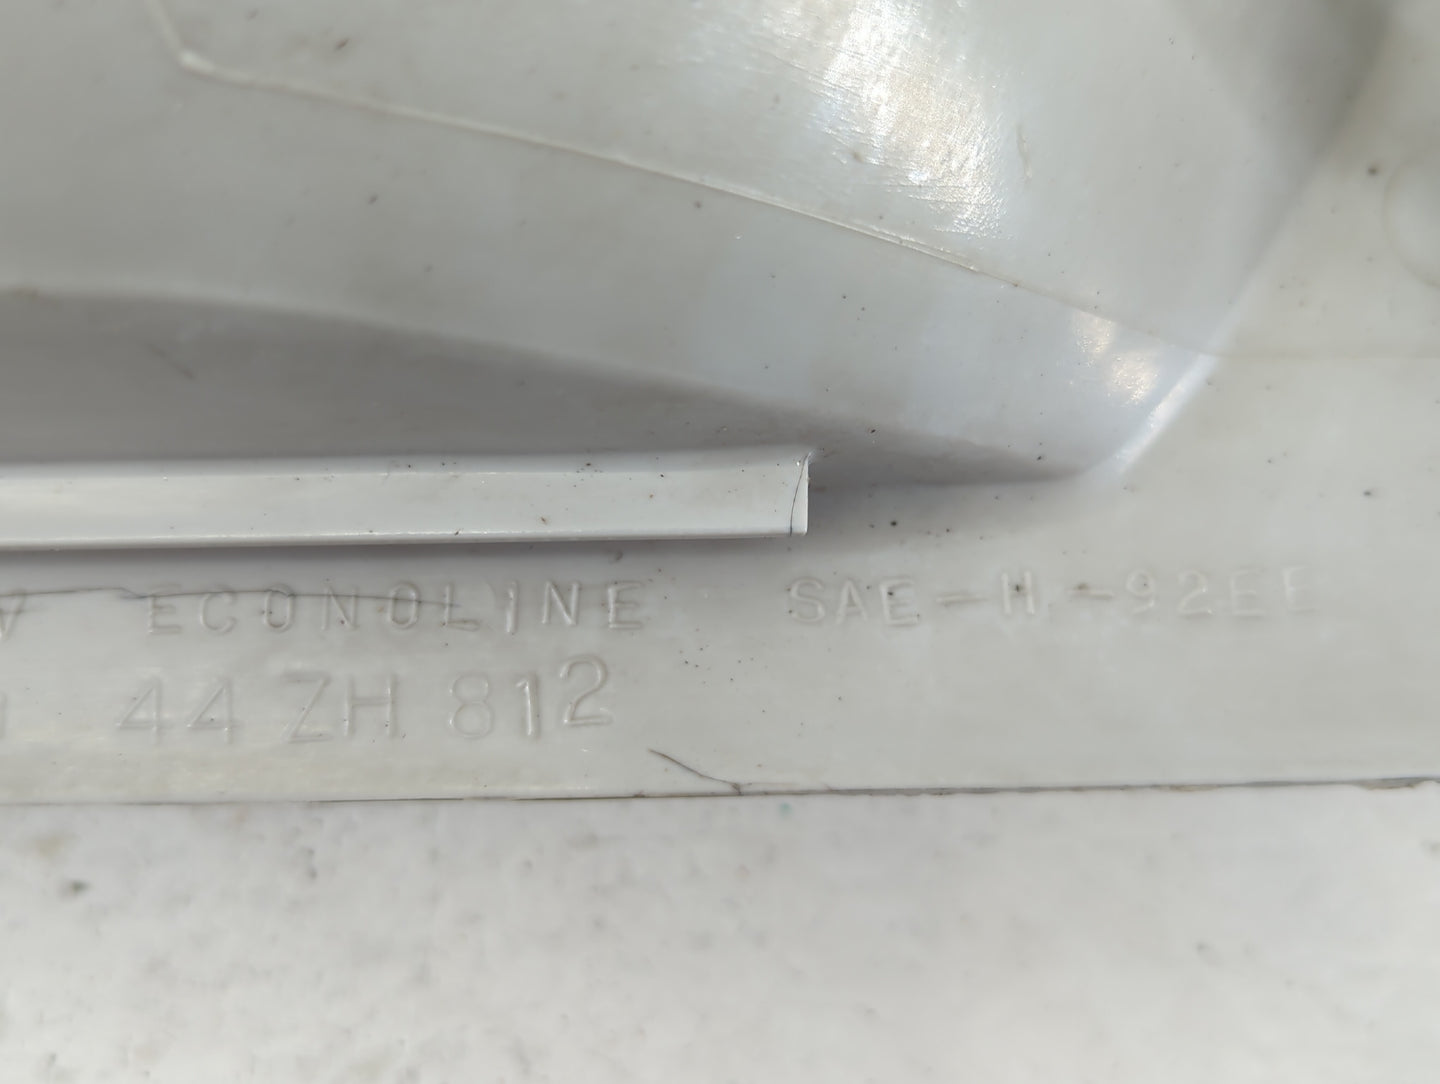 ECONOLINE SAE-H-92EE
44 ZH 812